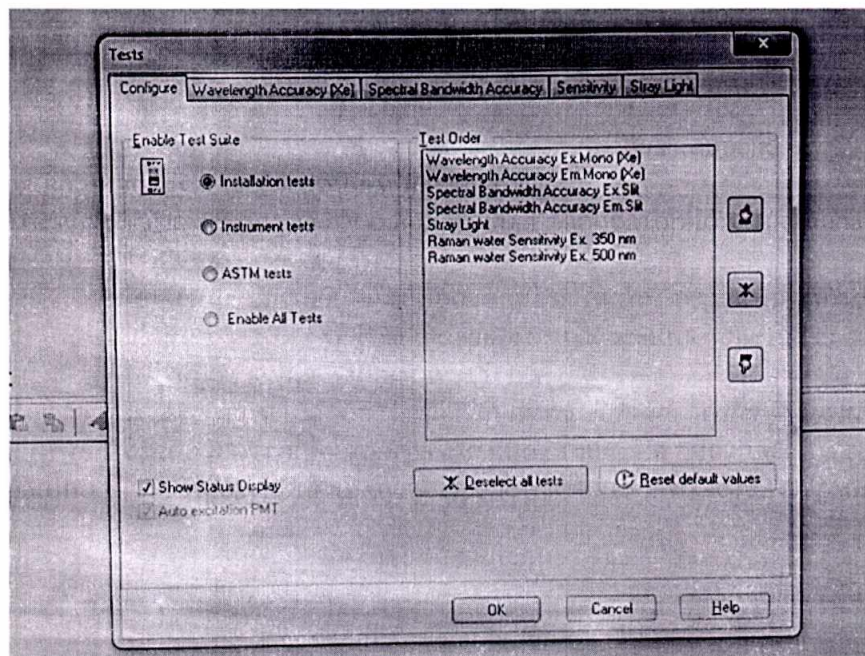 Tests
Configure
Wavelength Accuracy (Xe)
Spectral Bandwidth Accuracy
Sensitivity
Stray Light
Enable Test Suite
Installation tests
Instrument tests
ASTM tests
Enable All Tests
Test Order
Wavelength Accuracy Ex.Mono (Xe)
Wavelength Accuracy Em.Mono (Xe)
Spectral Bandwidth Accuracy Ex.Slit
Spectral Bandwidth Accuracy Em.Slit
Stray Light
Raman water Sensitivity Ex. 350 nm
Raman water Sensitivity Ex. 500 nm
Show Status Display
Auto excitation PMT
Deselect all tests
Reset default values
OK
Cancel
Help